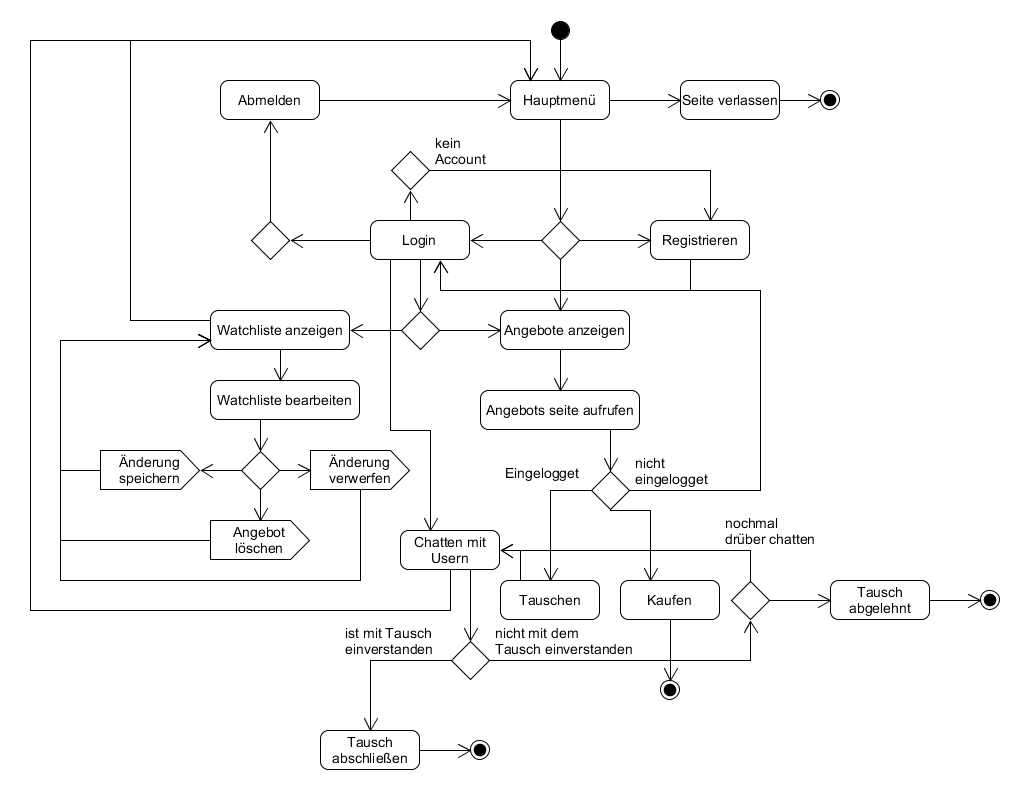 Abmelden
Hauptmenü
Seite verlassen
kein
Account
Login
Registrieren
Watchliste anzeigen
Angebote anzeigen
Watchliste bearbeiten
Angebots seite aufrufen
Änderung
speichern
Änderung
verwerfen
Eingelogget
nicht
eingelogget
Angebot
löschen
Chatten mit
Usern
nochmal
drüber chatten
Tauschen
Kaufen
Tausch
abgelehnt
ist mit Tausch
einverstanden
nicht mit dem
Tausch einverstanden
Tausch
abschließen